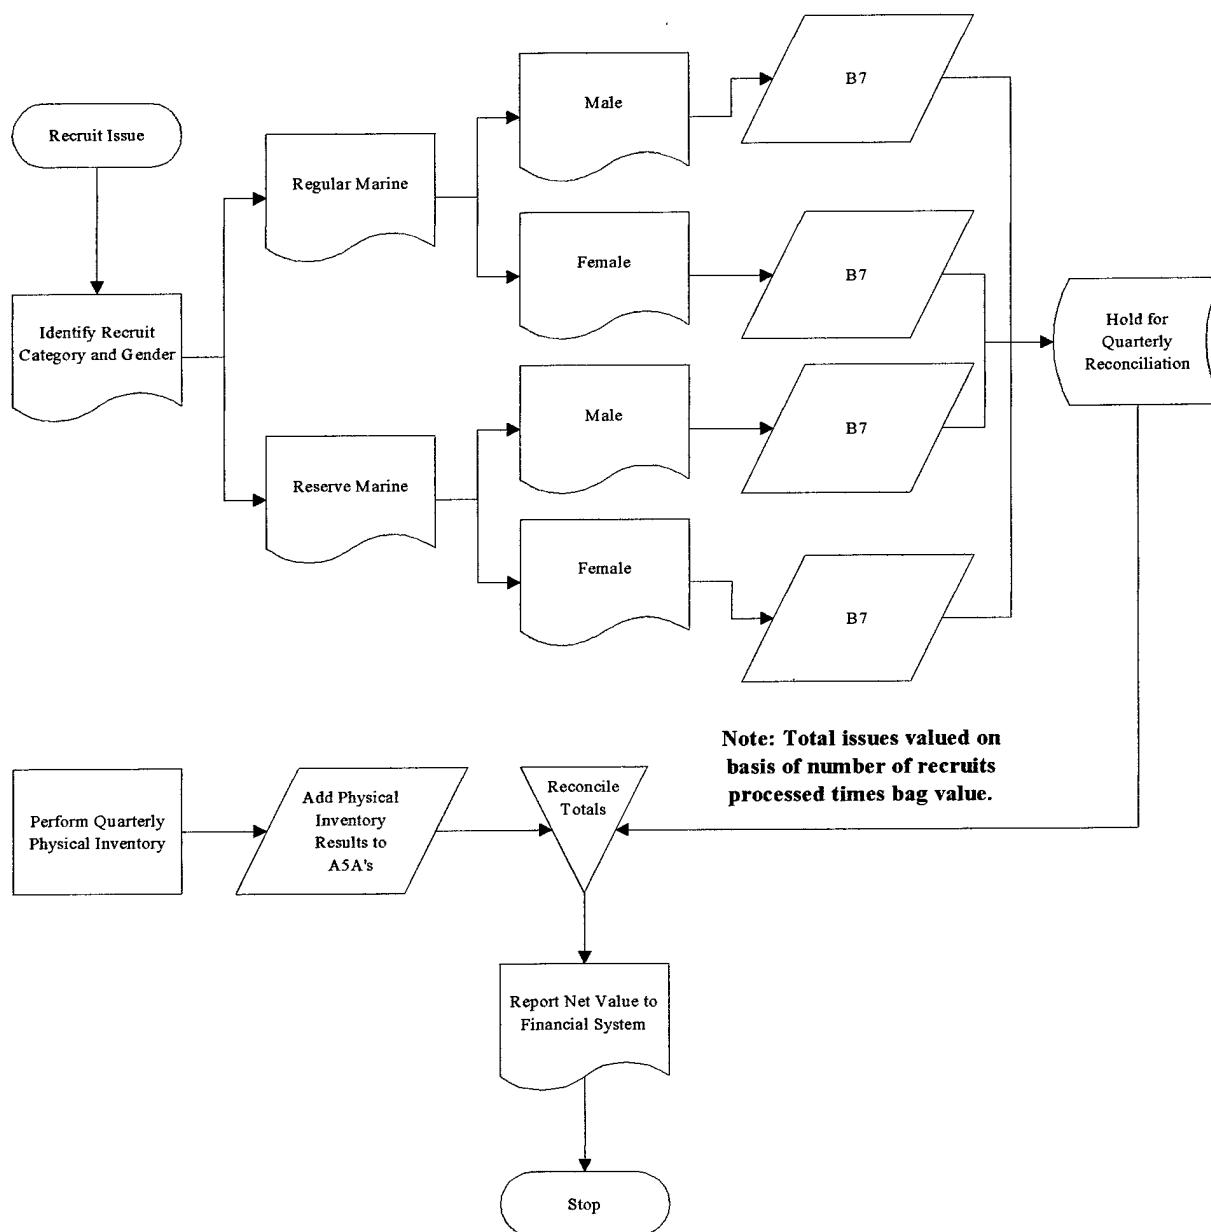 Recruit Issue
Identify Recruit
Category and Gender
Regular Marine
Reserve Marine
Male
Female
Male
Female
B7
B7
B7
B7
Hold for
Quarterly
Reconciliation
Note: Total issues valued on
basis of number of recruits
processed times bag value.
Perform Quarterly
Physical Inventory
Add Physical
Inventory
Results to
A5A's
Reconcile
Totals
Report Net Value to
Financial System
Stop